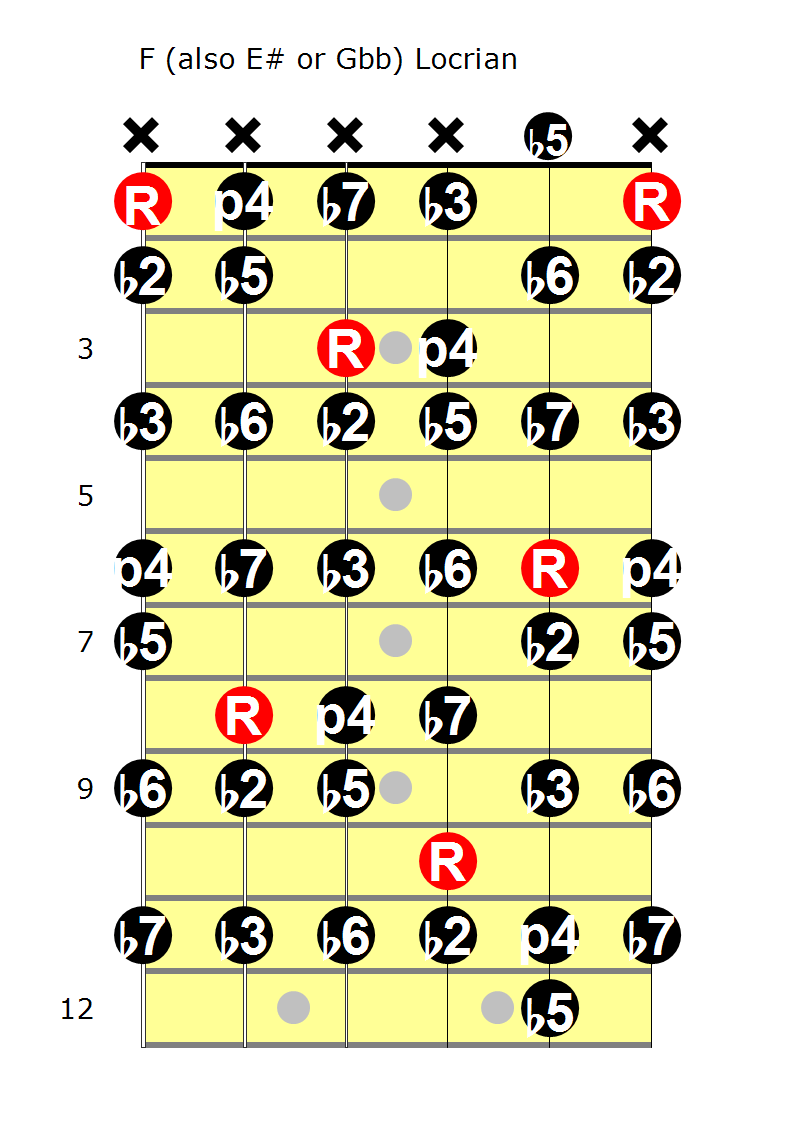 F (also E# or Gbb) Locrian
× × × × ♭5 ×
R p4 ♭7 ♭3 R
♭2 ♭5 ♭6 ♭2
3 R p4
♭3 ♭6 ♭2 ♭5 ♭7 ♭3
5
p4 ♭7 ♭3 ♭6 R p4
7 ♭5 ♭2 ♭5
R p4 ♭7
9 ♭6 ♭2 ♭5 ♭3 ♭6
R
♭7 ♭3 ♭6 ♭2 p4 ♭7
12 ♭5